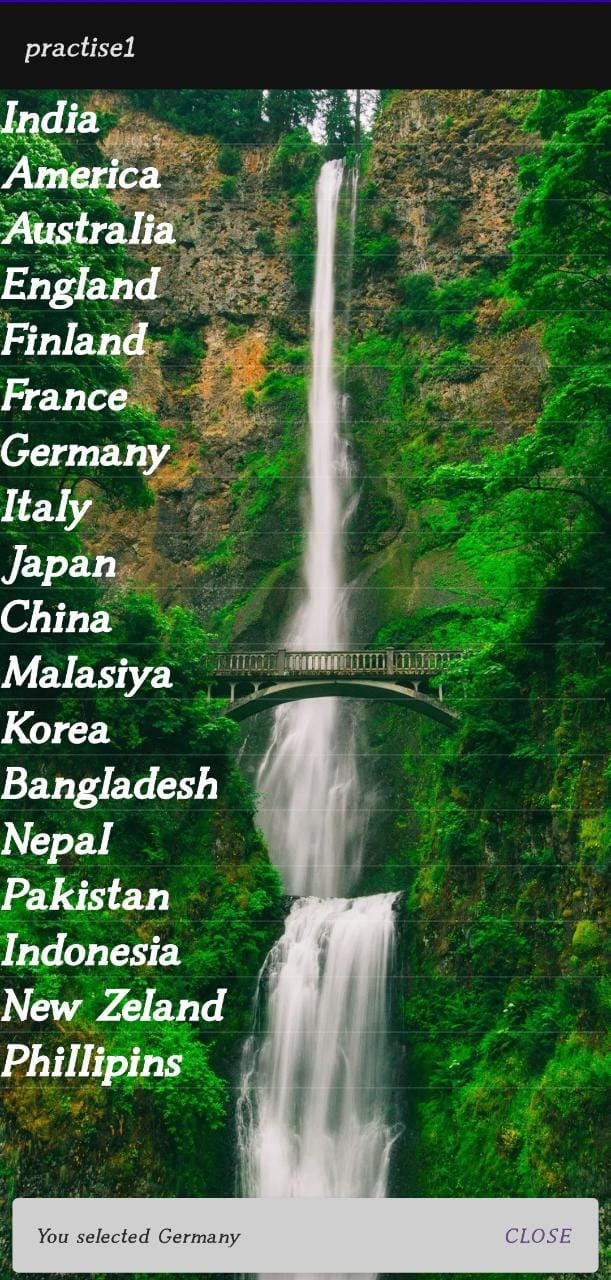 practise1
India
America
Australia
England
Finland
France
Germany
Italy
Japan
China
Malasiya
Korea
Bangladesh
Nepal
Pakistan
Indonesia
New Zeland
Phillipins
You selected Germany CLOSE